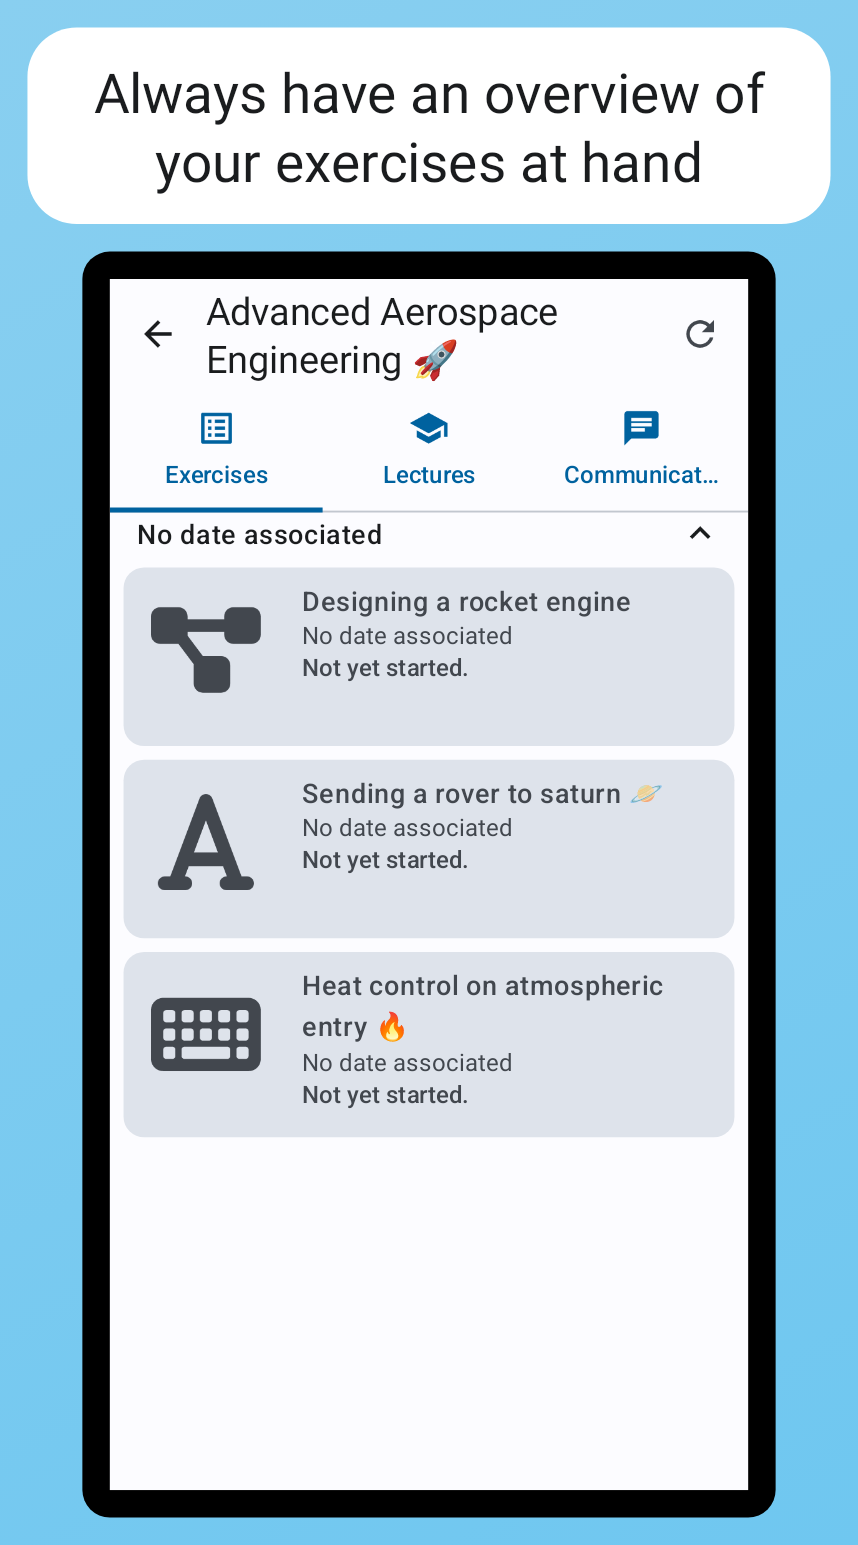 Always have an overview of
your exercises at hand
Advanced Aerospace
Engineering 🚀
Exercises
Lectures
Communicat...
No date associated
Designing a rocket engine
No date associated
Not yet started.
Sending a rover to saturn 🪐
No date associated
Not yet started.
Heat control on atmospheric
entry 🔥
No date associated
Not yet started.